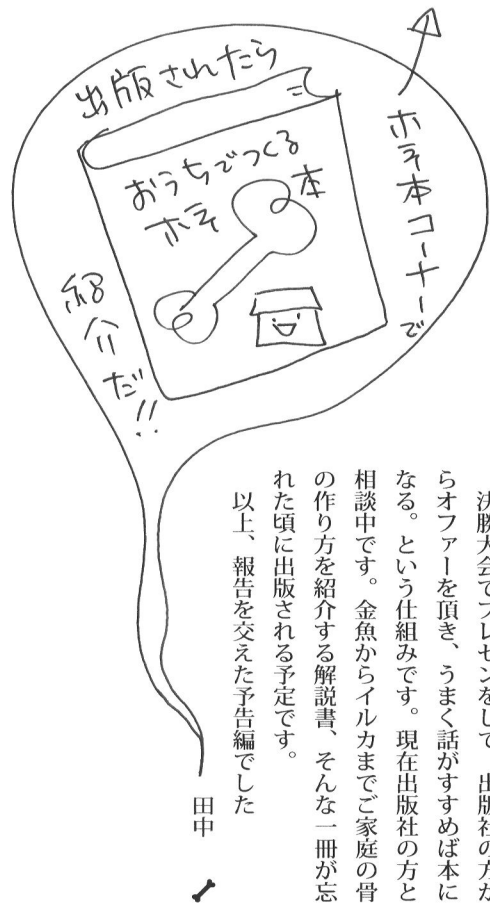 出版されたら
おうちでつくる
ホネ本
ホネ本コーナーで
紹介だ!!
決勝大会でプレゼンをして、出版社の方か
らオファーを頂き、うまく話がすすめば本に
なる。という仕組みです。現在出版社の方と
相談中です。金魚からイルカまでご家庭の骨
の作り方を紹介する解説書、そんな一冊が忘
れた頃に出版される予定です。
以上、報告を交えた予告編でした
田中